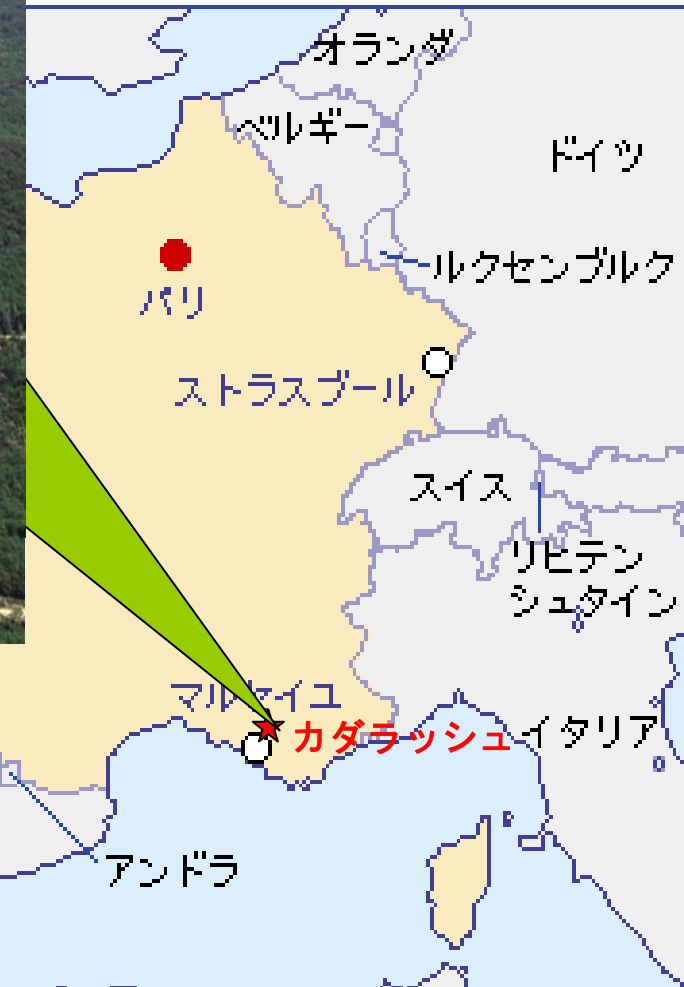 オランダ
ベルギー
ドイツ
ルクセンブルク
パリ
ストラスブール
スイス
リヒテン
シュタイン
マルセイユ
カダラッシュ
イタリア
アンドラ